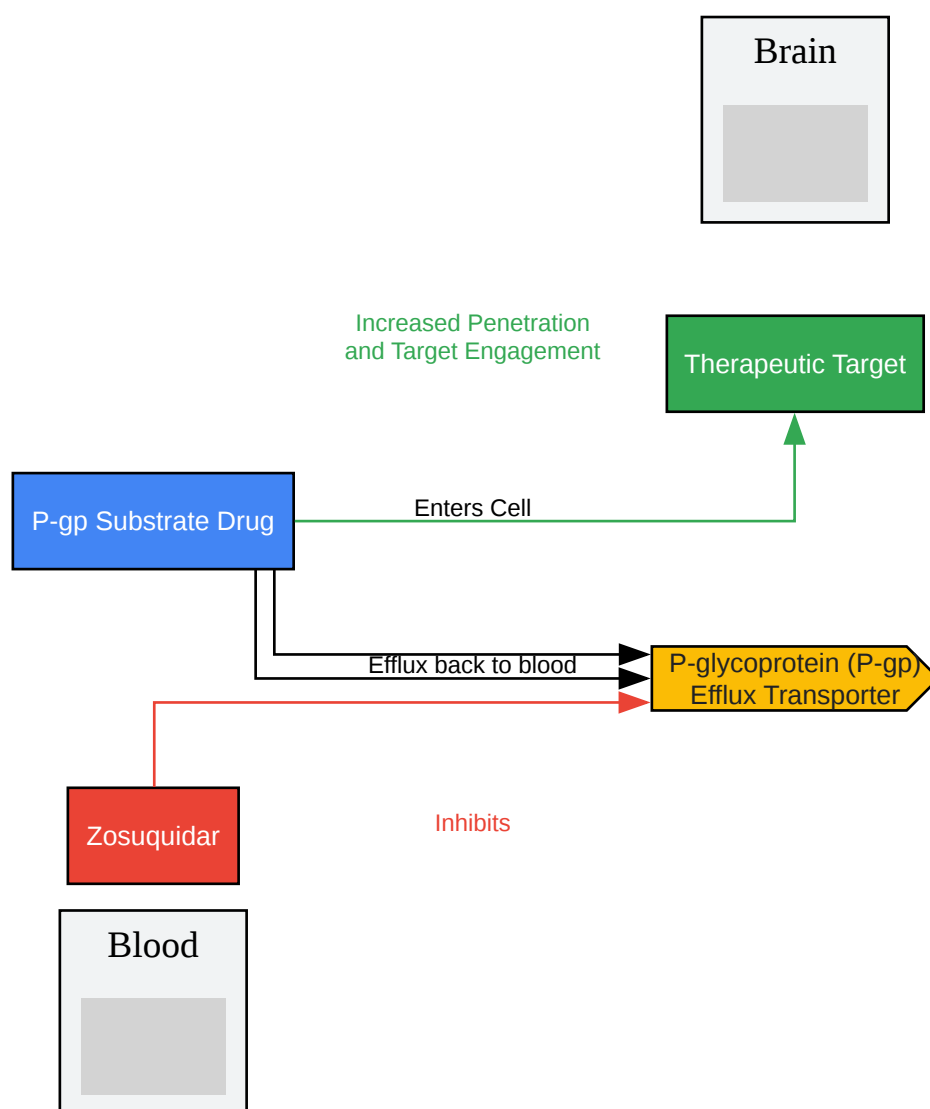 Brain
Increased Penetration
and Target Engagement
Therapeutic Target
P-gp Substrate Drug
Enters Cell
Efflux back to blood
P-glycoprotein (P-gp)
Efflux Transporter
Zosuquidar
Inhibits
Blood